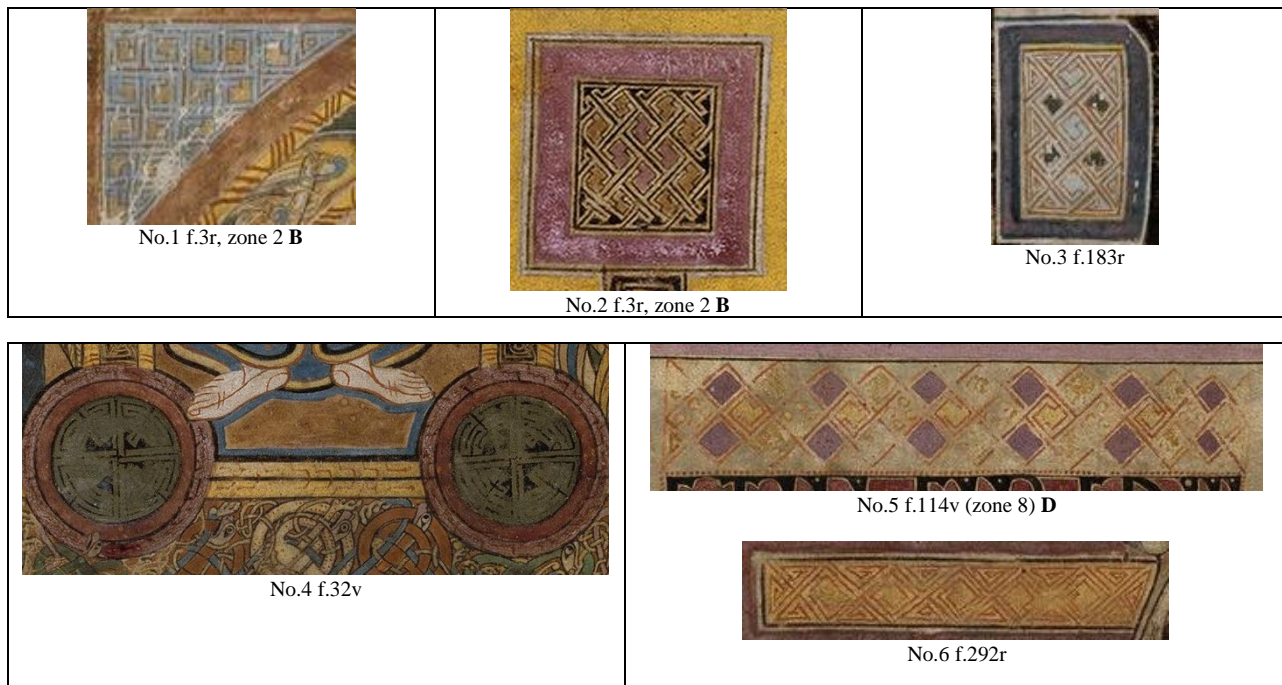 No.1 f.3r, zone 2 B
No.2 f.3r, zone 2 B
No.3 f.183r
No.4 f.32v
No.5 f.114v (zone 8) D
No.6 f.292r